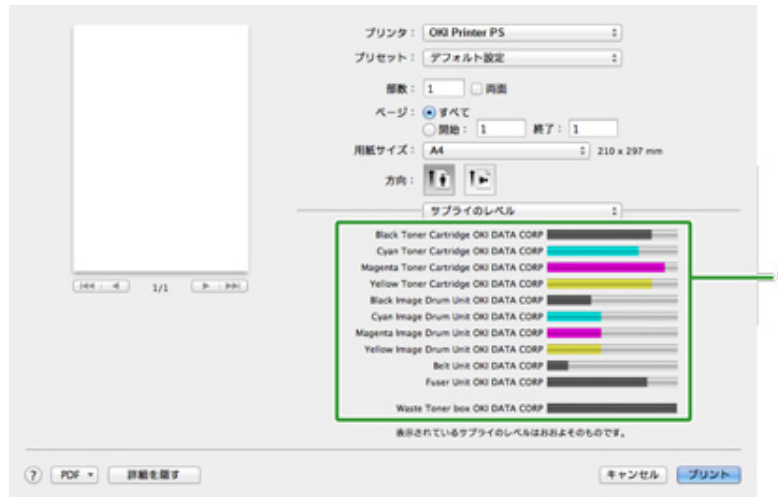 プリンタ： OKI Printer PS
プリセット： デフォルト設定
部数： 1 両面
ページ： すべて
開始： 1 終了： 1
用紙サイズ： A4 210 x 297 mm
方向：
サプライのレベル
Black Toner Cartridge OKI DATA CORP
Cyan Toner Cartridge OKI DATA CORP
Magenta Toner Cartridge OKI DATA CORP
Yellow Toner Cartridge OKI DATA CORP
Black Image Drum Unit OKI DATA CORP
Cyan Image Drum Unit OKI DATA CORP
Magenta Image Drum Unit OKI DATA CORP
Yellow Image Drum Unit OKI DATA CORP
Belt Unit OKI DATA CORP
Fuser Unit OKI DATA CORP
Waste Toner box OKI DATA CORP
表示されているサプライのレベルはおおよそのものです。
1/1
? PDF 詳細を隠す キャンセル プリント